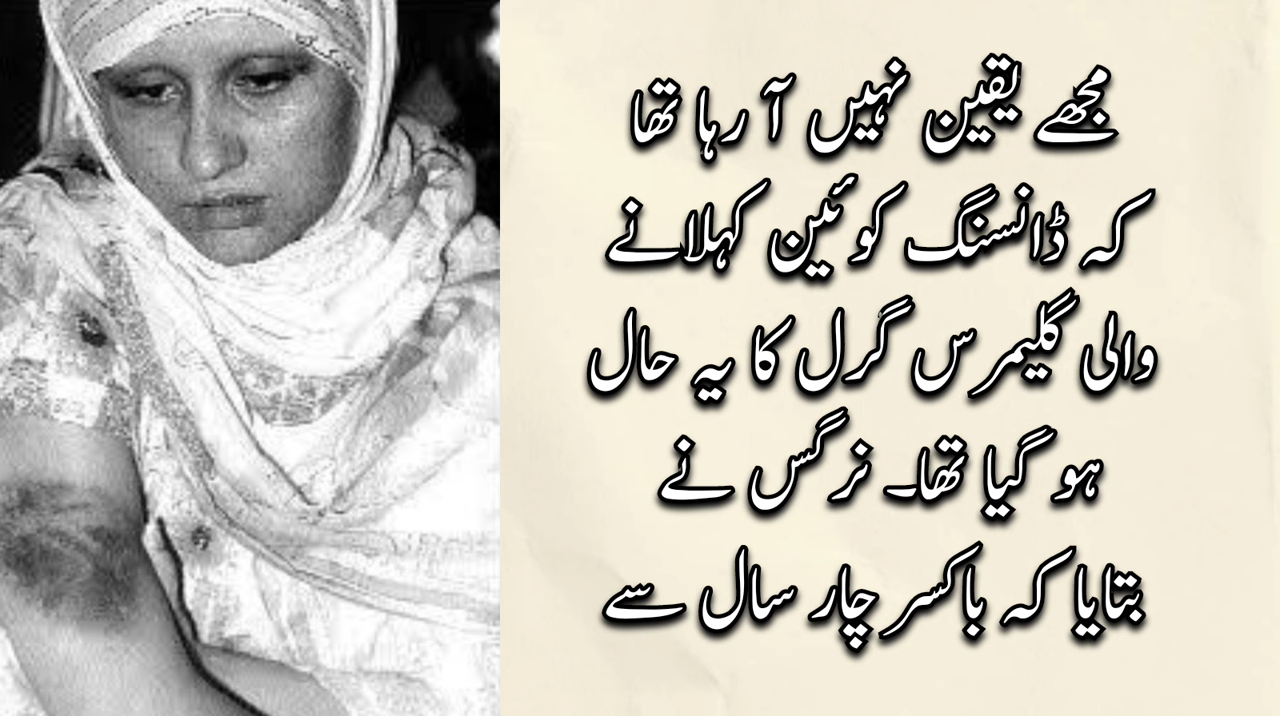 مجھے یقین نہیں آ رہا تھا
کہ ڈانسنگ کوئین کہلانے
والی گلیمرس گرل کا یہ حال
ہو گیا تھا۔ نرگس نے
بتایا کہ باکسر چار سال سے